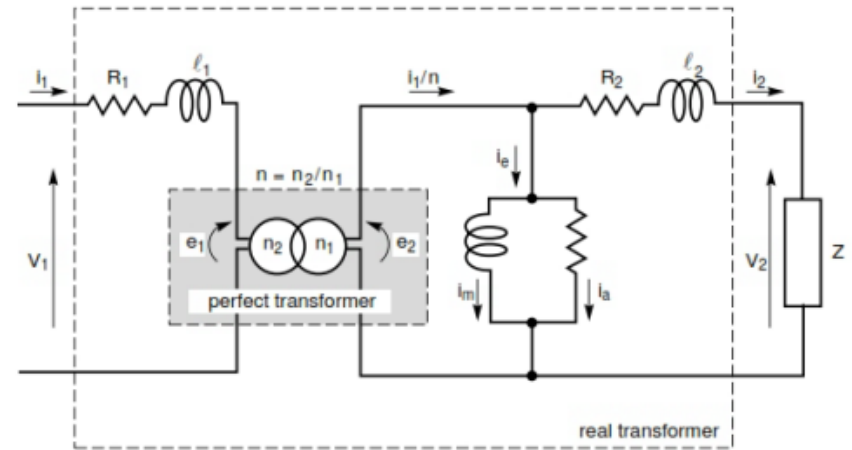 i₁ R₁ ℓ₁ i₁/n R₂ ℓ₂ i₂
iₑ
n = n₂/n₁
V₁ e₁ n₂ n₁ e₂ V₂ Z
iₘ iₐ
perfect transformer
real transformer